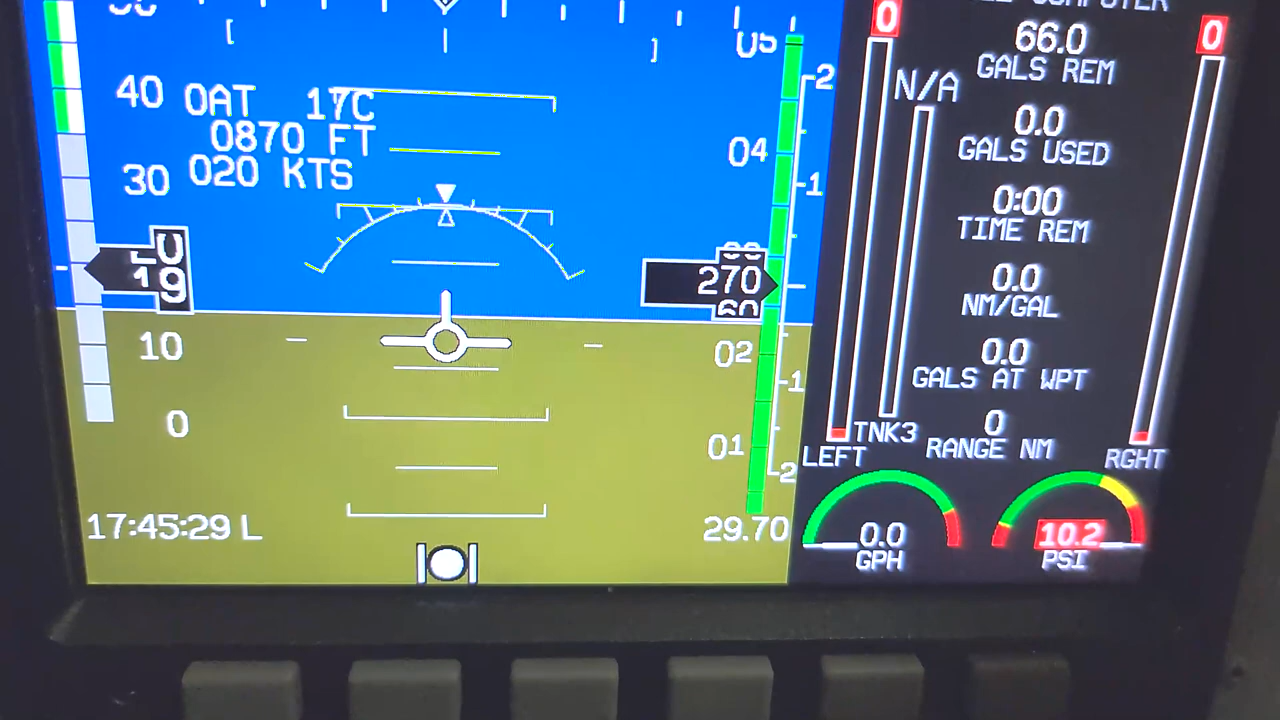 COMPUTER
0
0
66.0
GALS REM
05
40
OAT 17C
0870 FT
020 KTS
2
N/A
0.0
GALS USED
04
30
1
0:00
TIME REM
19
270
0.0
NM/GAL
10
02
1
0.0
GALS AT WPT
0
01
2
0
RANGE NM
TNK3
LEFT
RGHT
17:45:29 L
29.70
0.0
GPH
10.2
PSI